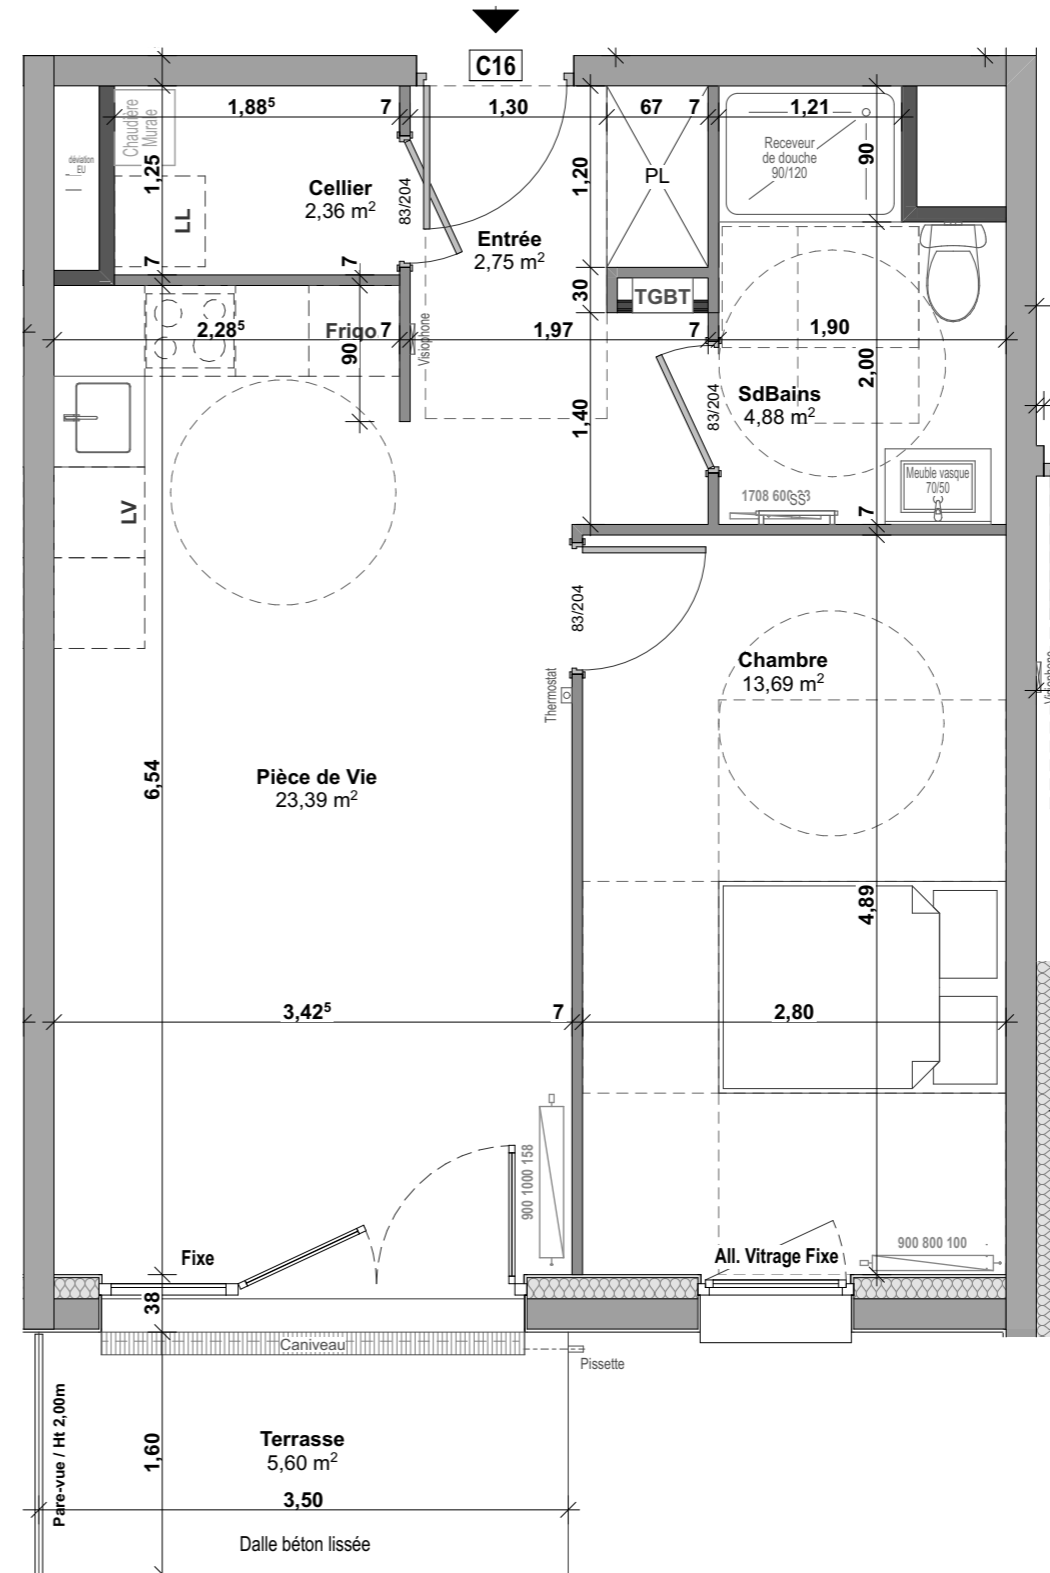 C16
1,88⁵
7
1,30
67
7
1,21
Chaudière
Murale
déviation
EU
1,25
LL
Cellier
2,36 m²
83/204
Entrée
2,75 m²
1,20
PL
Receveur
de douche
90/120
90
7
7
30
TGBT
2,28⁵
Frigo
7
90
Visiophone
1,97
7
1,90
2,00
SdBains
4,88 m²
83/204
1,40
LV
Meuble vasque
70/50
SS
7
83/204
Thermostat
Chambre
13,69 m²
Visiophone
6,54
Pièce de Vie
23,39 m²
4,89
3,42⁵
7
2,80
900 1000 158
Fixe
All. Vitrage Fixe
900 800 100
38
Caniveau
Pissette
Pare-vue / Ht 2,00m
1,60
Terrasse
5,60 m²
3,50
Dalle béton lissée